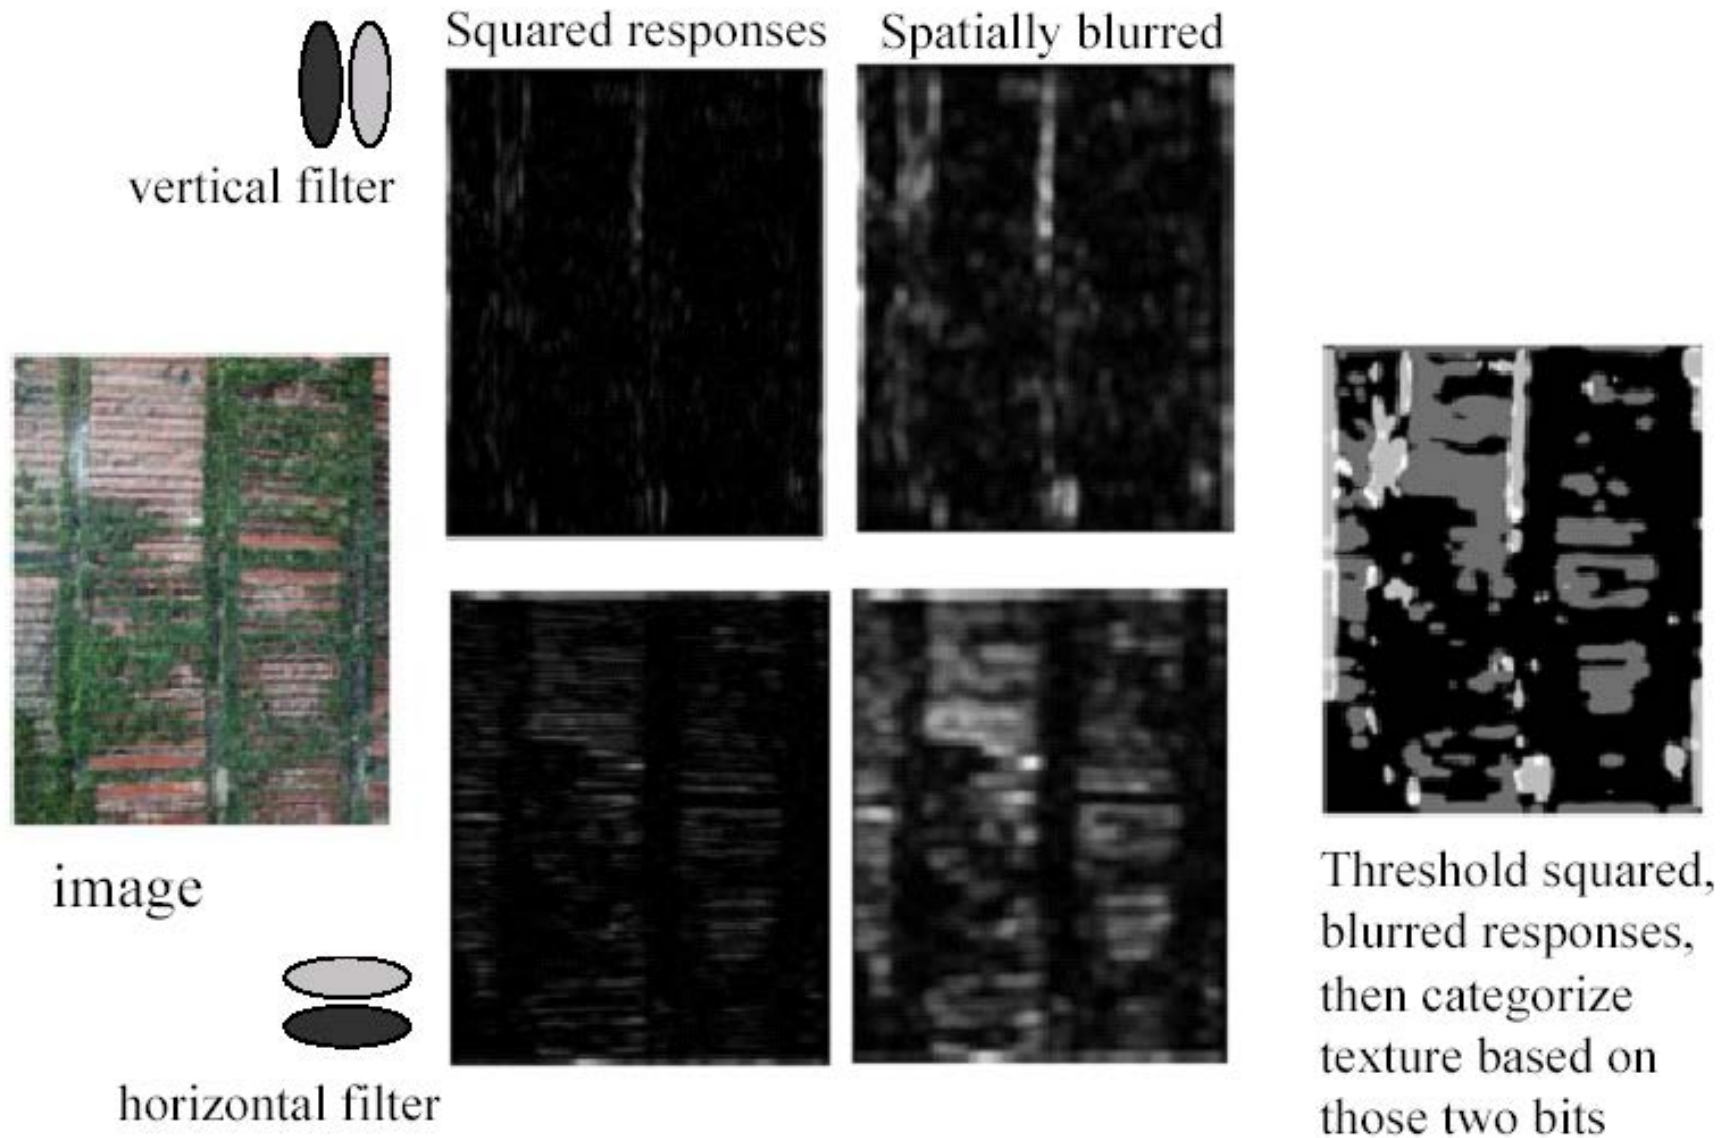 Squared responses
Spatially blurred
vertical filter
image
horizontal filter
Threshold squared,
blurred responses,
then categorize
texture based on
those two bits